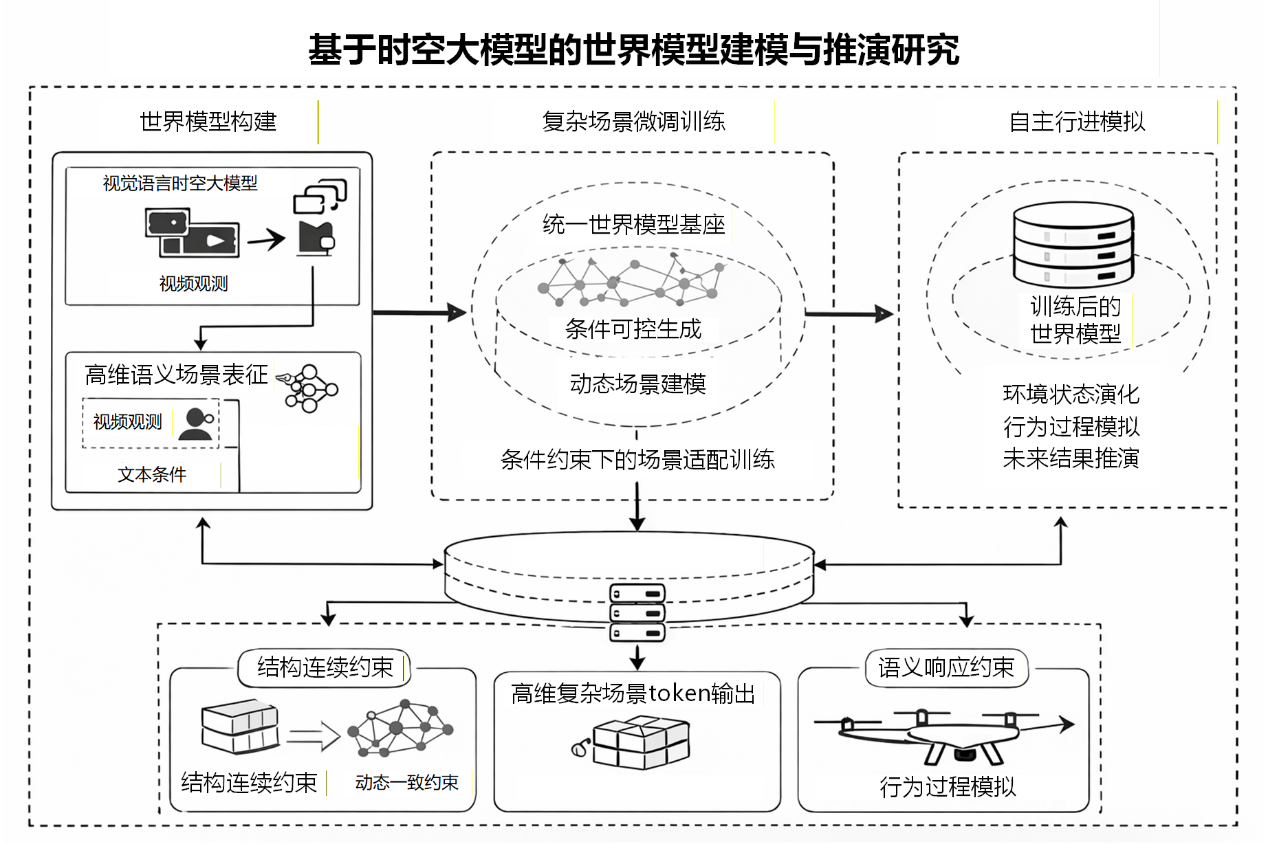 基于时空大模型的世界模型建模与推演研究
世界模型构建
复杂场景微调训练
自主行进模拟
视觉语言时空大模型
视频观测
高维语义场景表征
视频观测
文本条件
统一世界模型基座
条件可控生成
动态场景建模
条件约束下的场景适配训练
训练后的
世界模型
环境状态演化
行为过程模拟
未来结果推演
结构连续约束
结构连续约束
动态一致约束
高维复杂场景token输出
语义响应约束
行为过程模拟